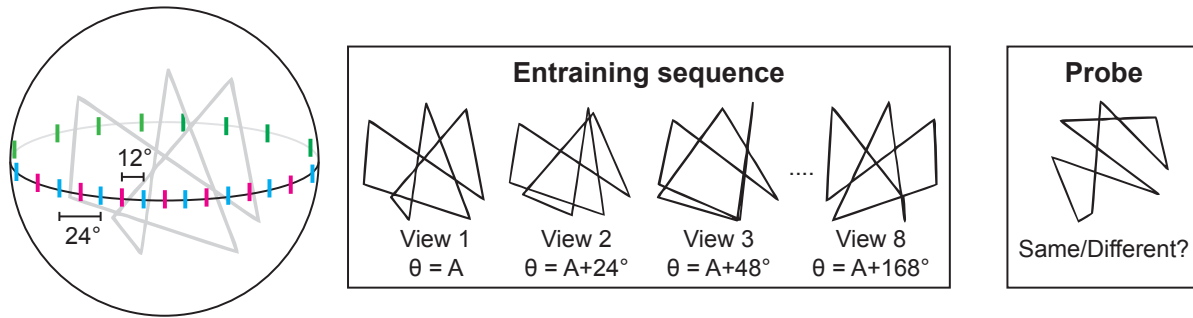 12°
24°
Entraining sequence
....
View 1
θ = A
View 2
θ = A+24°
View 3
θ = A+48°
View 8
θ = A+168°
Probe
Same/Different?